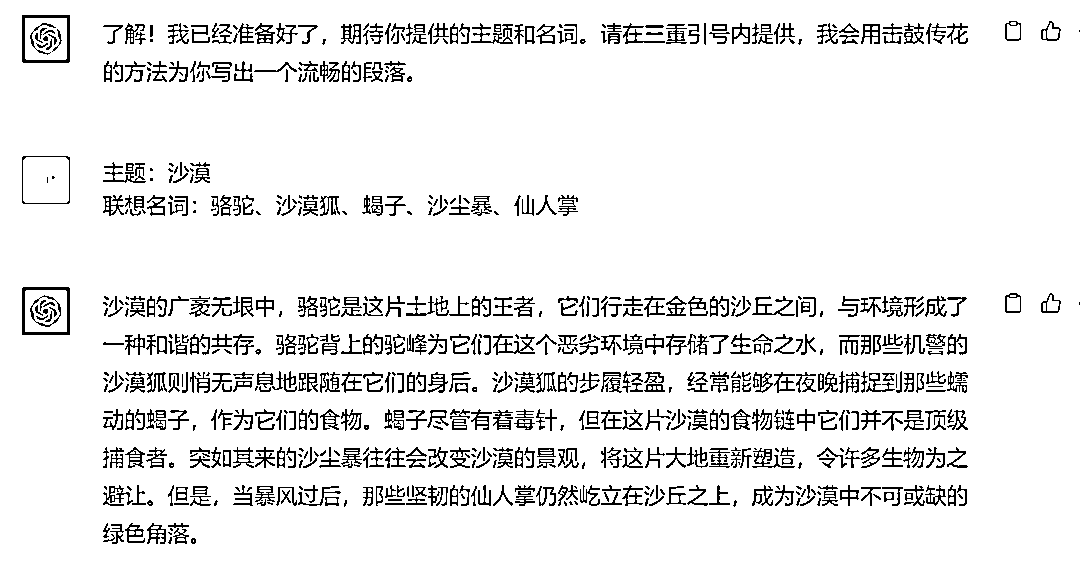 了解！我已经准备好了，期待你提供的主题和名词。请在三重引号内提供，我会用击鼓传花
的方法为你写出一个流畅的段落。
主题：沙漠
联想名词：骆驼、沙漠狐、蝎子、沙尘暴、仙人掌
沙漠的广袤无垠中，骆驼是这片土地上的王者，它们行走在金色的沙丘之间，与环境形成了
一种和谐的共存。骆驼背上的驼峰为它们在这个恶劣环境中存储了生命之水，而那些机警的
沙漠狐则悄无声息地跟随在它们的身后。沙漠狐的步履轻盈，经常能够在夜晚捕捉到那些蠕
动的蝎子，作为它们的食物。蝎子尽管有着毒针，但在这片沙漠的食物链中它们并不是顶级
捕食者。突如其来的沙尘暴往往会改变沙漠的景观，将这片大地重新塑造，令许多生物为之
避让。但是，当暴风过后，那些坚韧的仙人掌仍然屹立在沙丘之上，成为沙漠中不可或缺的
绿色角落。